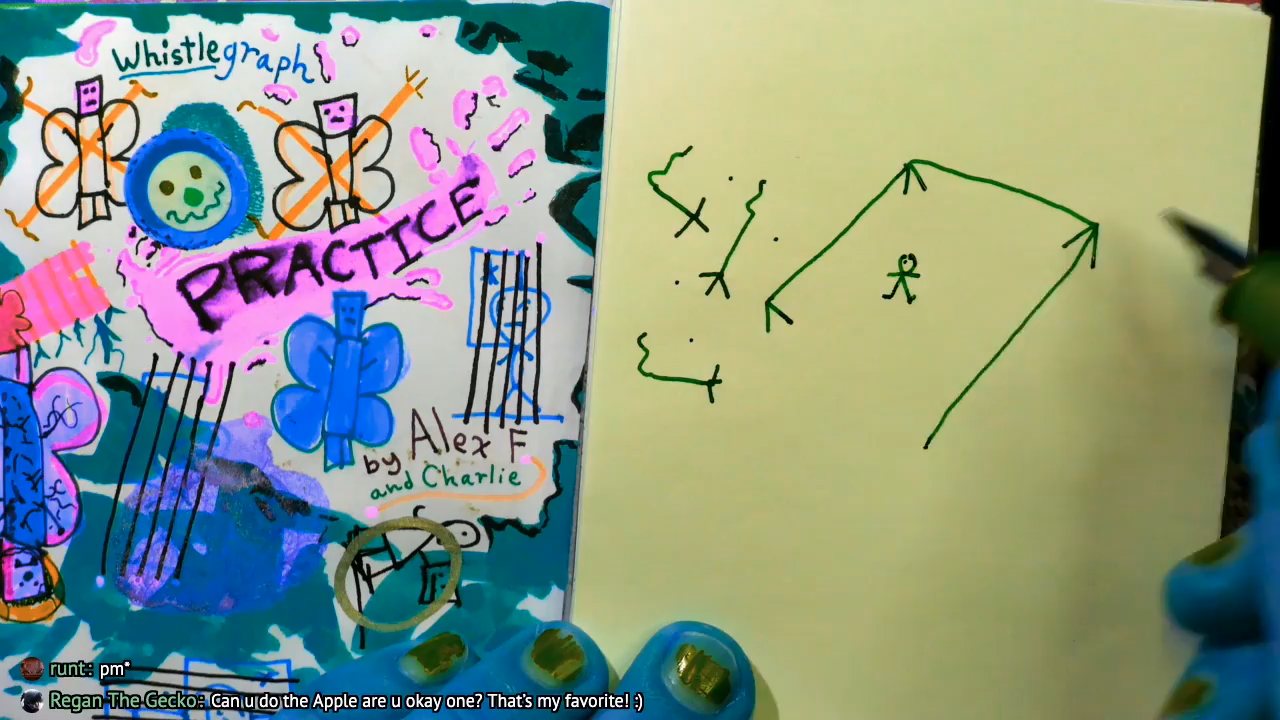 Whistlegraph
PRACTICE
by Alex F
and Charlie
runt: pm*
Regan The Gecko: Can u do the Apple are u okay one? That's my favorite! :)